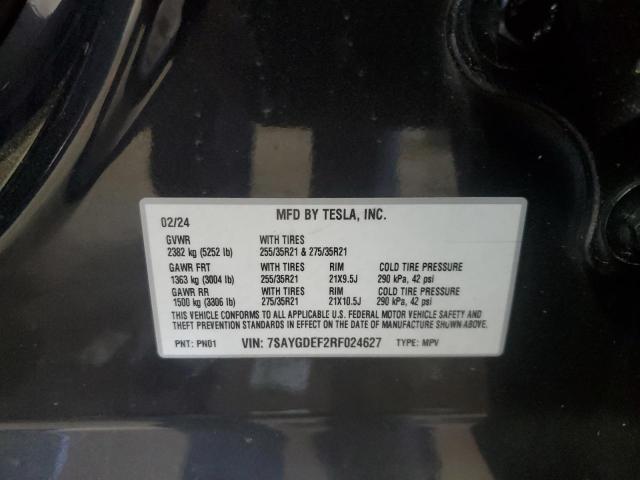 MFD BY TESLA, INC.
02/24
GVWR WITH TIRES
2382 kg (5252 lb) 255/35R21 & 275/35R21
GAWR FRT WITH TIRES RIM COLD TIRE PRESSURE
1363 kg (3004 lb) 255/35R21 21X9.5J 290 kPa, 42 psi
GAWR RR WITH TIRES RIM COLD TIRE PRESSURE
1500 kg (3306 lb) 275/35R21 21X10.5J 290 kPa, 42 psi
THIS VEHICLE CONFORMS TO ALL APPLICABLE U.S. FEDERAL MOTOR VEHICLE SAFETY AND
THEFT PREVENTION STANDARDS IN EFFECT ON THE DATE OF MANUFACTURE SHOWN ABOVE.
PNT: PN01 VIN: 7SAYGDEF2RF024627 TYPE: MPV